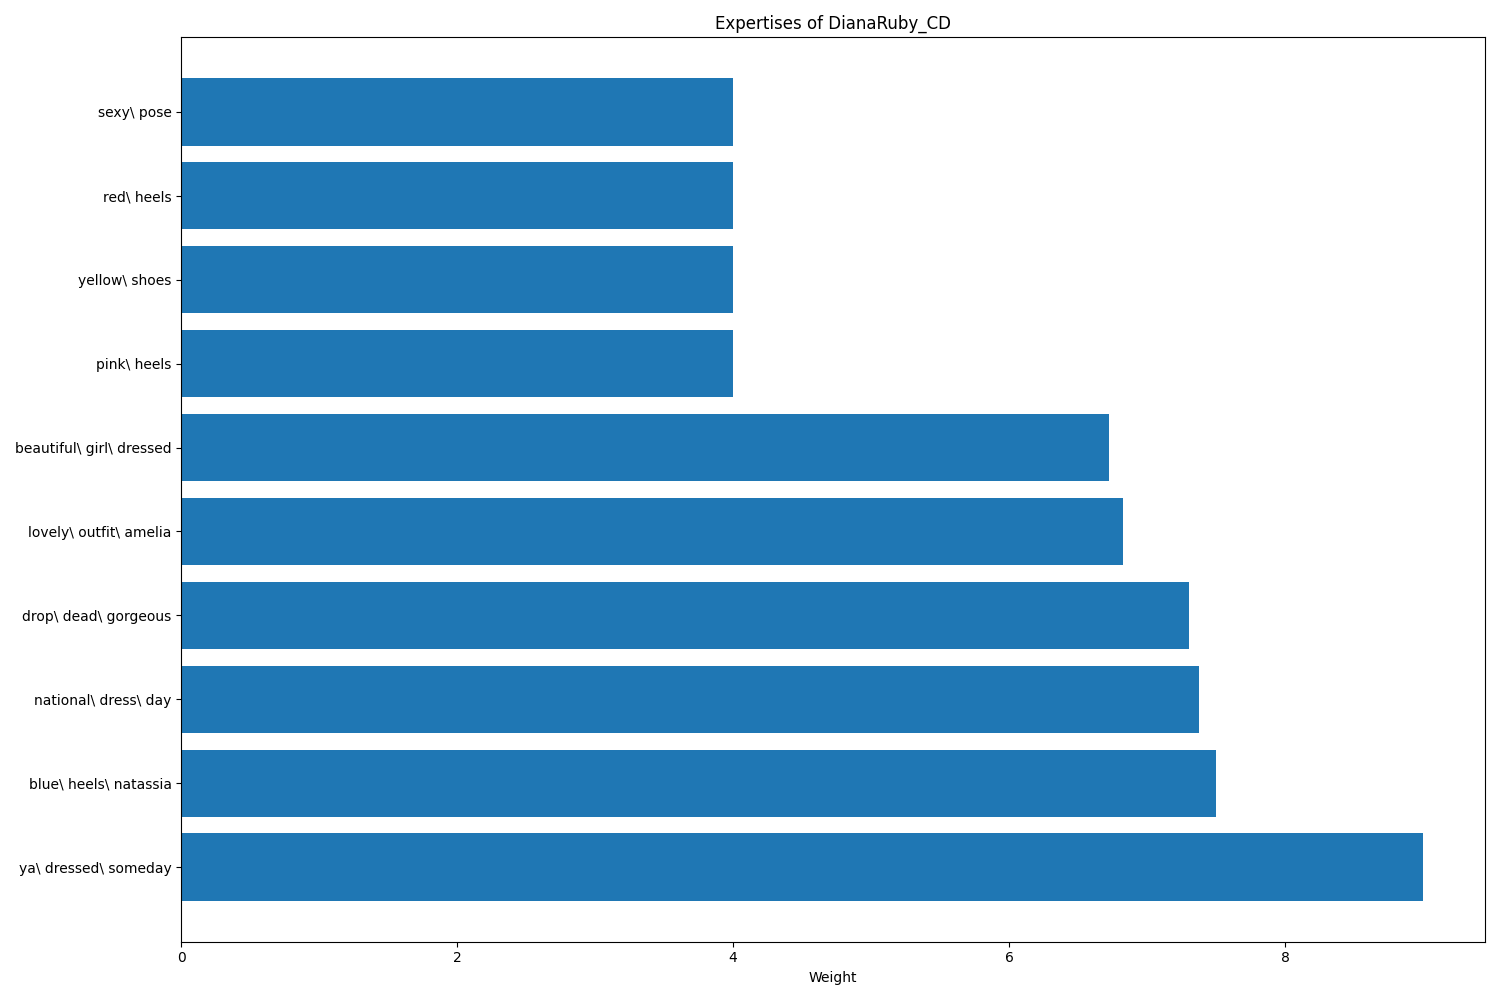 Expertises of DianaRuby_CD
sexy\ pose
red\ heels
yellow\ shoes
pink\ heels
beautiful\ girl\ dressed
lovely\ outfit\ amelia
drop\ dead\ gorgeous
national\ dress\ day
blue\ heels\ natassia
ya\ dressed\ someday
0 2 4 6 8
Weight